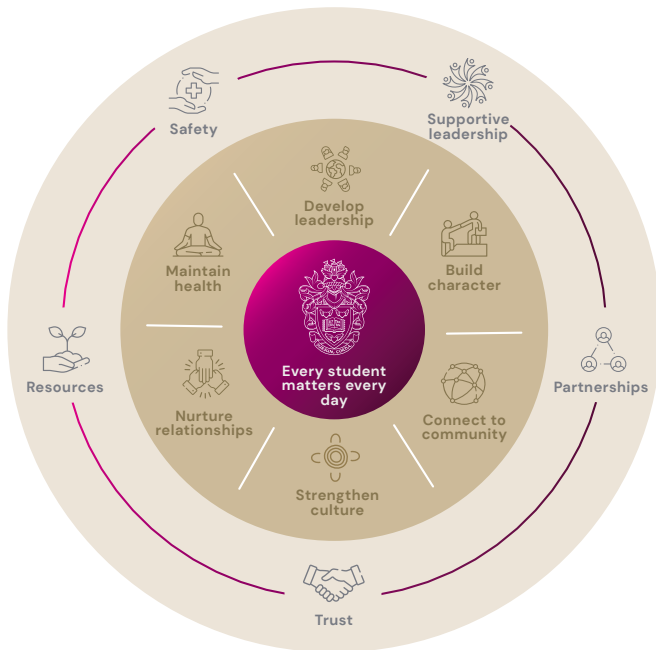 Safety
Supportive
leadership
Develop
leadership
Maintain
health
Build
character
Every student
matters every
day
Resources
Partnerships
Nurture
relationships
Connect to
community
Strengthen
culture
Trust